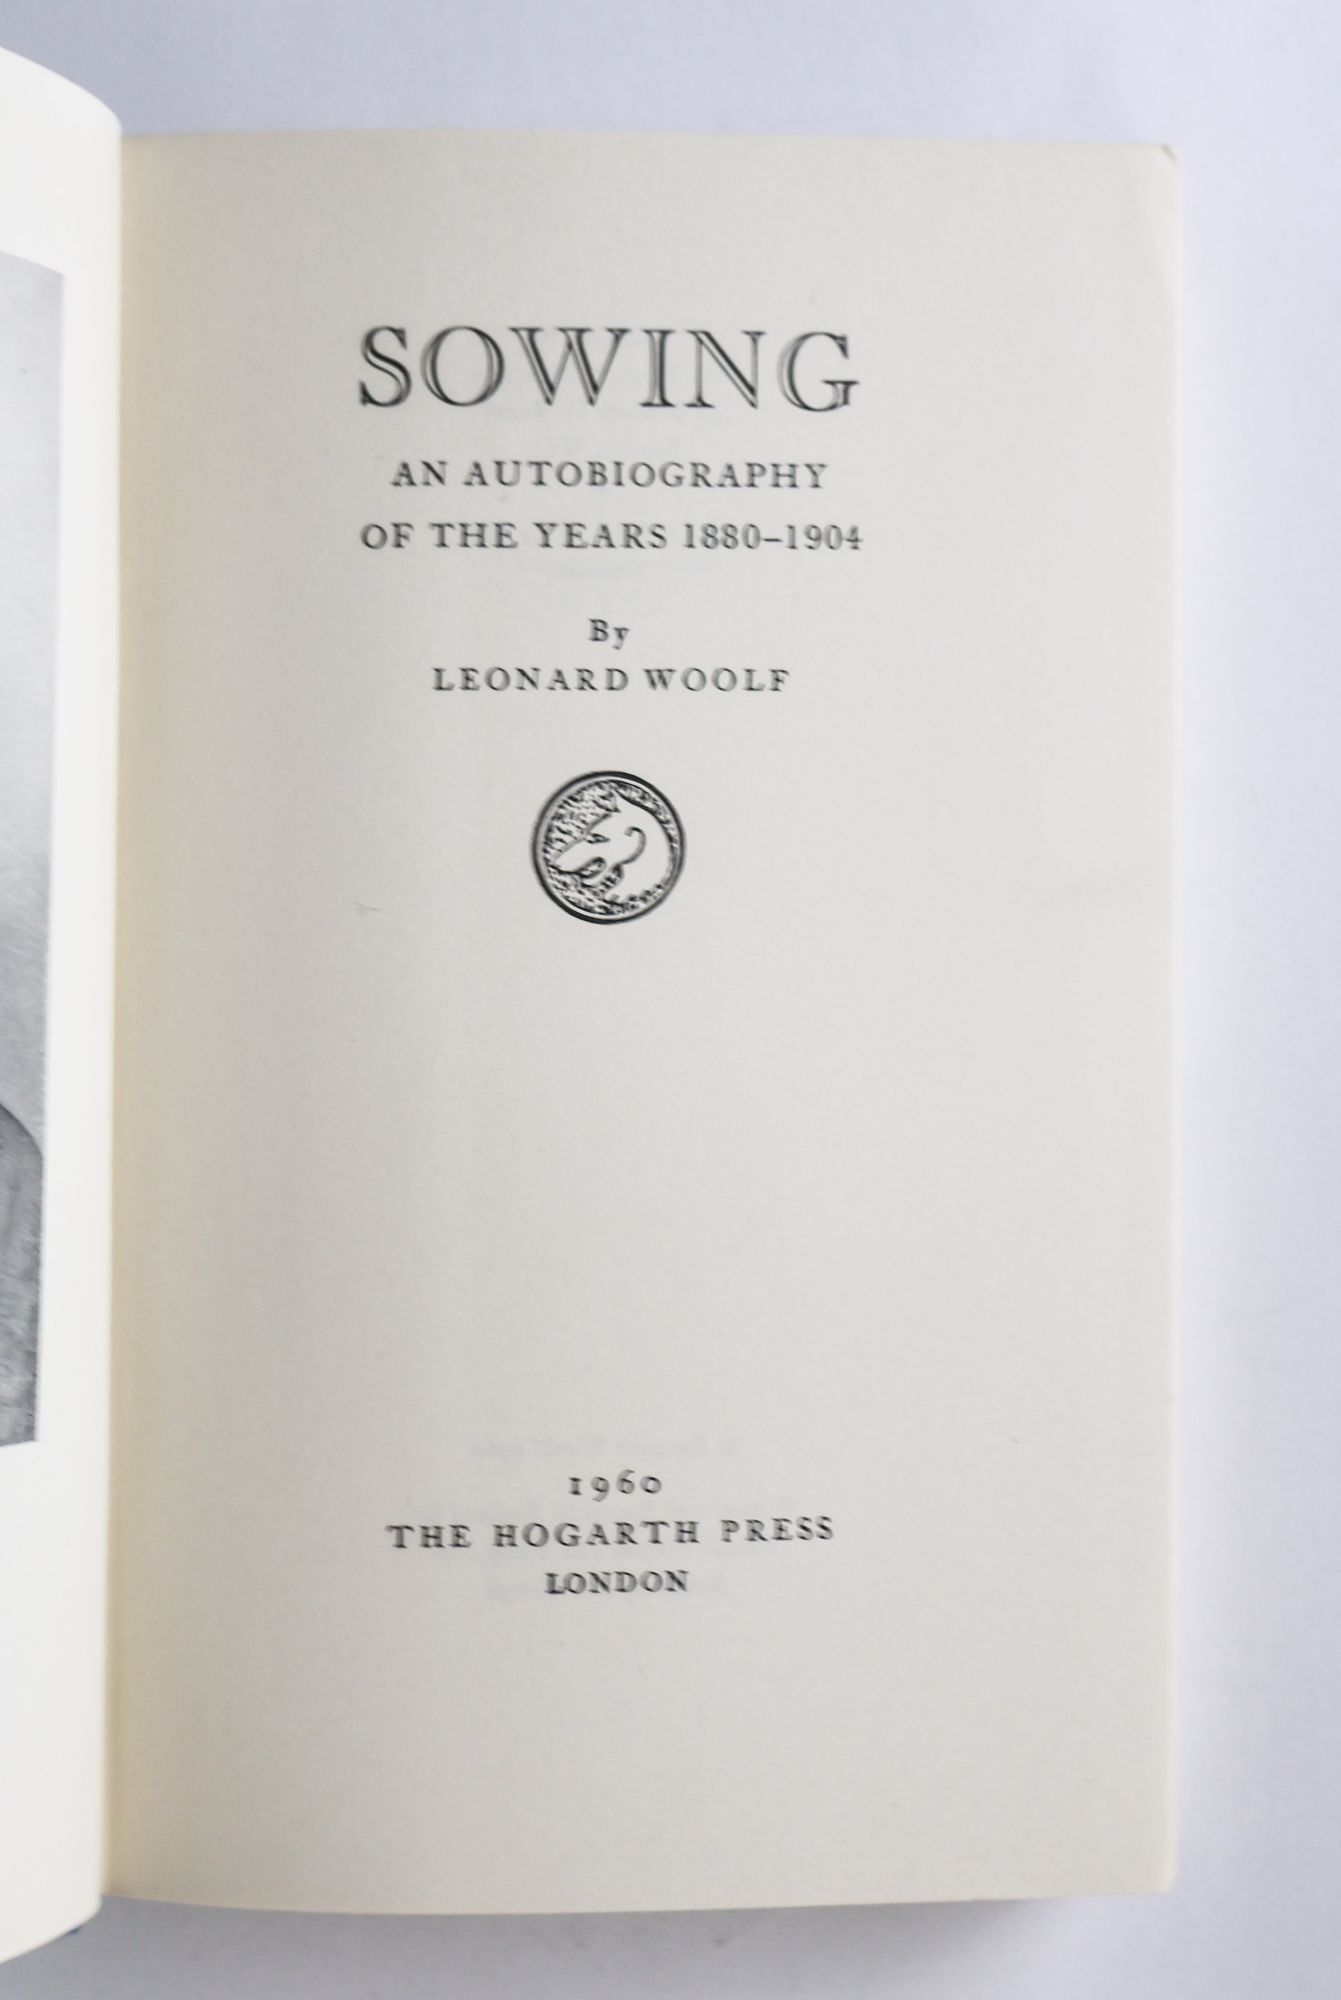 SOWING
AN AUTOBIOGRAPHY
OF THE YEARS 1880–1904
By
LEONARD WOOLF
1960
THE HOGARTH PRESS
LONDON